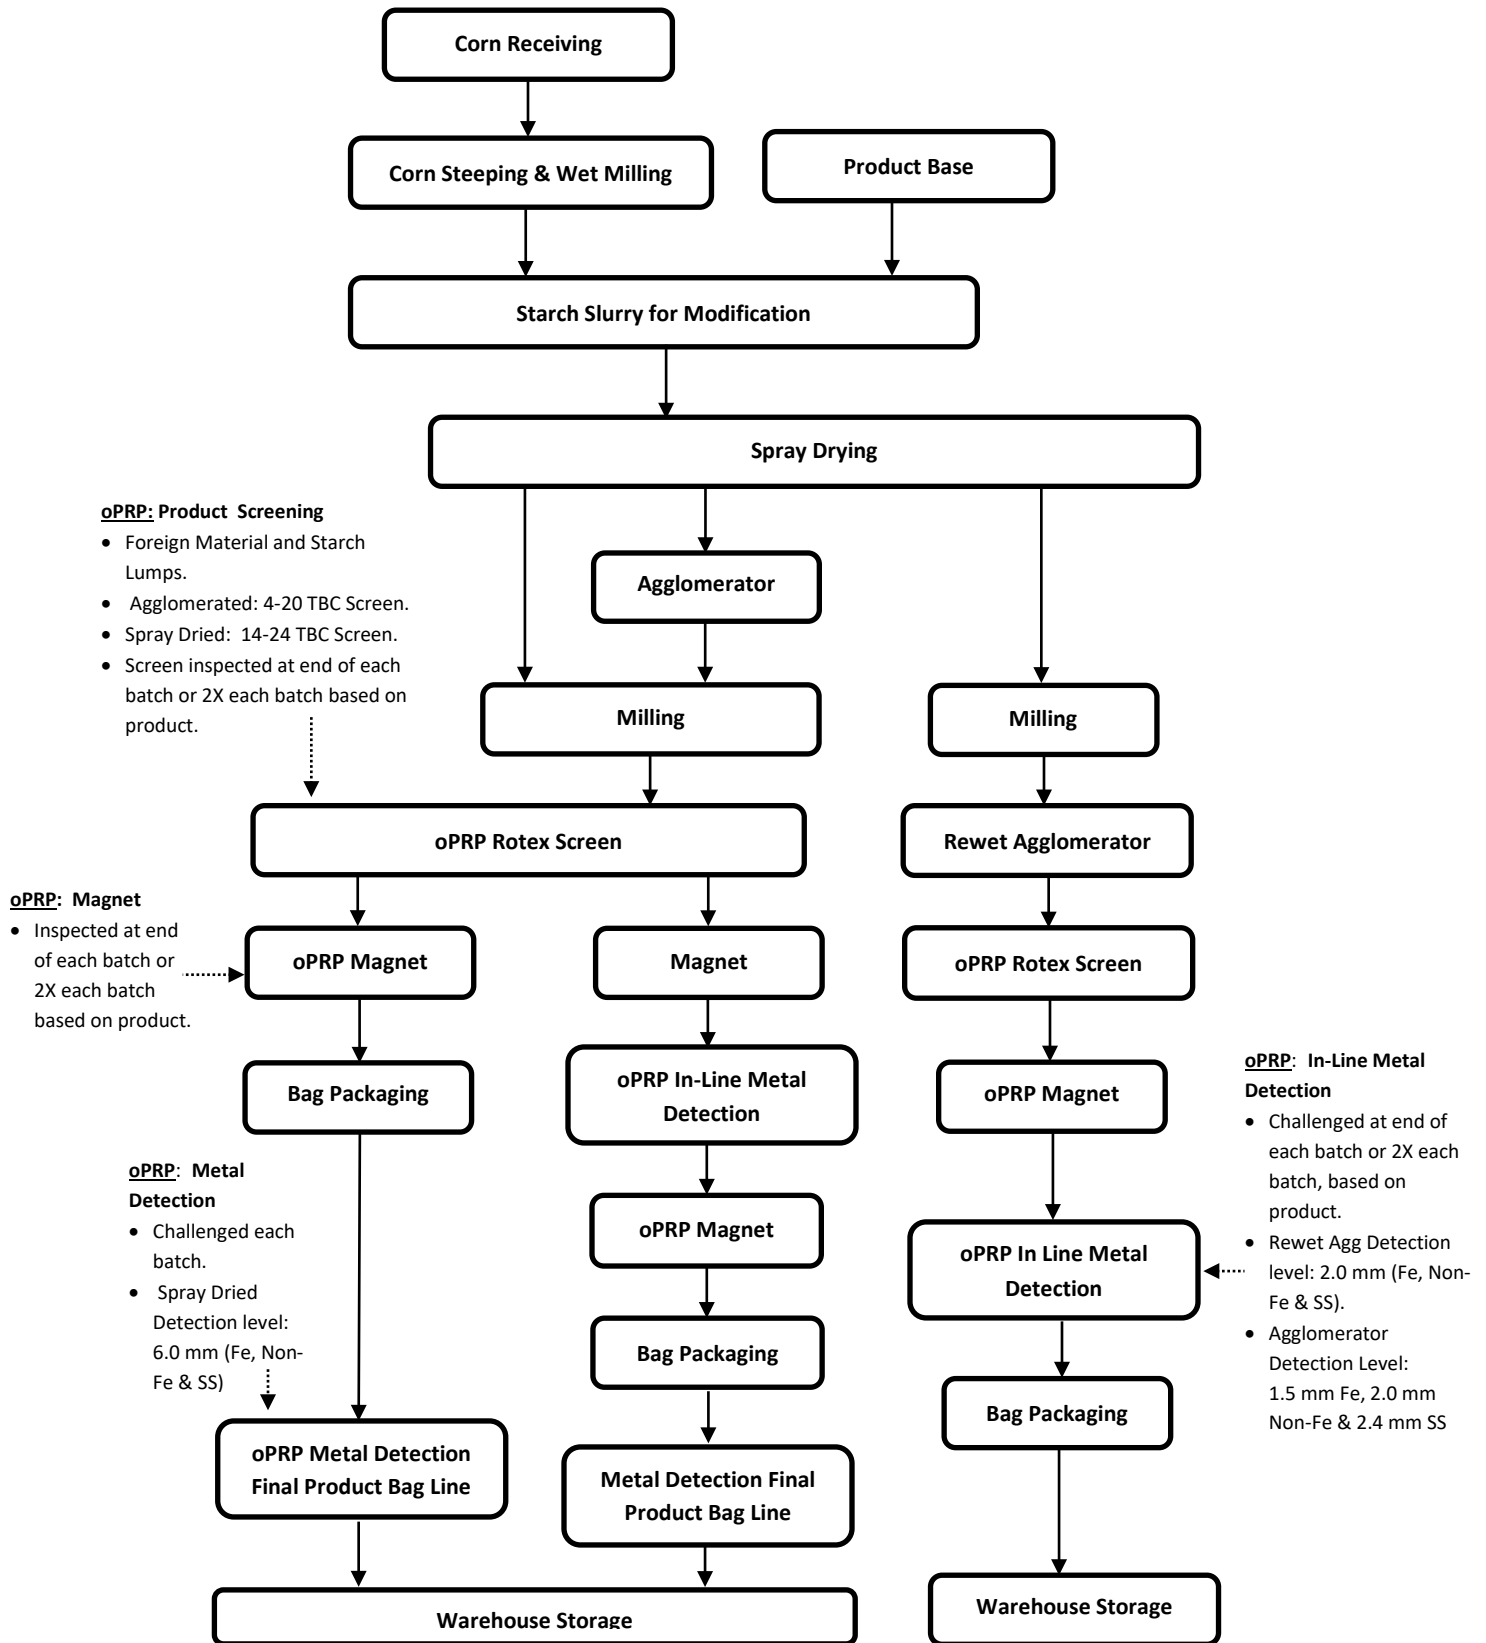 Corn Receiving
Corn Steeping & Wet Milling
Product Base
Starch Slurry for Modification
Spray Drying
oPRP: Product Screening
• Foreign Material and Starch
Lumps.
• Agglomerated: 4-20 TBC Screen.
• Spray Dried: 14-24 TBC Screen.
• Screen inspected at end of each
batch or 2X each batch based on
product.
Agglomerator
Milling
Milling
oPRP Rotex Screen
Rewet Agglomerator
oPRP: Magnet
• Inspected at end
of each batch or
2X each batch
based on product.
oPRP Magnet
Magnet
oPRP Rotex Screen
Bag Packaging
oPRP In-Line Metal
Detection
oPRP Magnet
oPRP: In-Line Metal
Detection
• Challenged at end of
each batch or 2X each
batch, based on
product.
• Rewet Agg Detection
level: 2.0 mm (Fe, Non-
Fe & SS).
• Agglomerator
Detection Level:
1.5 mm Fe, 2.0 mm
Non-Fe & 2.4 mm SS
oPRP: Metal
Detection
• Challenged each
batch.
• Spray Dried
Detection level:
6.0 mm (Fe, Non-
Fe & SS)
oPRP Magnet
oPRP In Line Metal
Detection
Bag Packaging
Bag Packaging
oPRP Metal Detection
Final Product Bag Line
Metal Detection Final
Product Bag Line
Warehouse Storage
Warehouse Storage